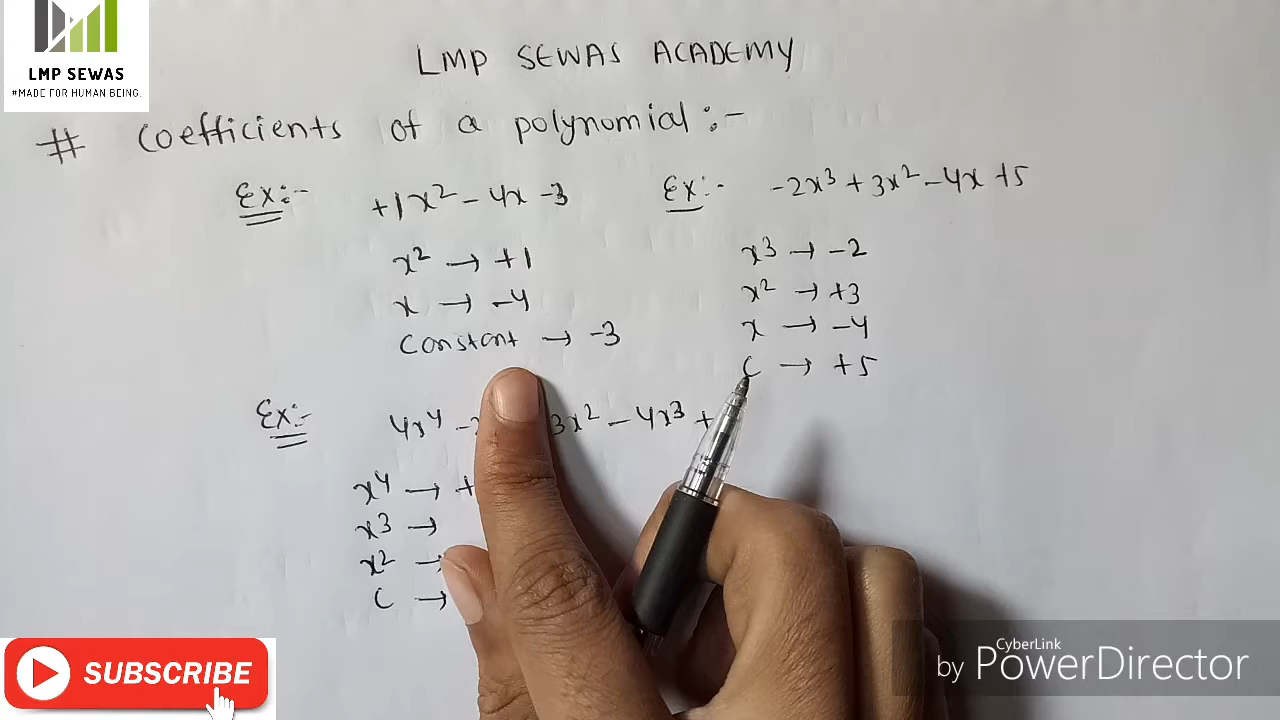 LMP SEWAS
#MADE FOR HUMAN BEING.
LMP SEWAS ACADEMY
# Coefficients of a polynomial :-
Ex:- +1x² - 4x - 3
x² → +1
x → -4
Constant → -3
Ex:- -2x³ + 3x² - 4x + 5
x³ → -2
x² → +3
x → -4
C → +5
Ex:- 4x⁴ - 3x² - 4x³ +
x⁴ → +
x³ →
x² →
C →
SUBSCRIBE
by CyberLink PowerDirector